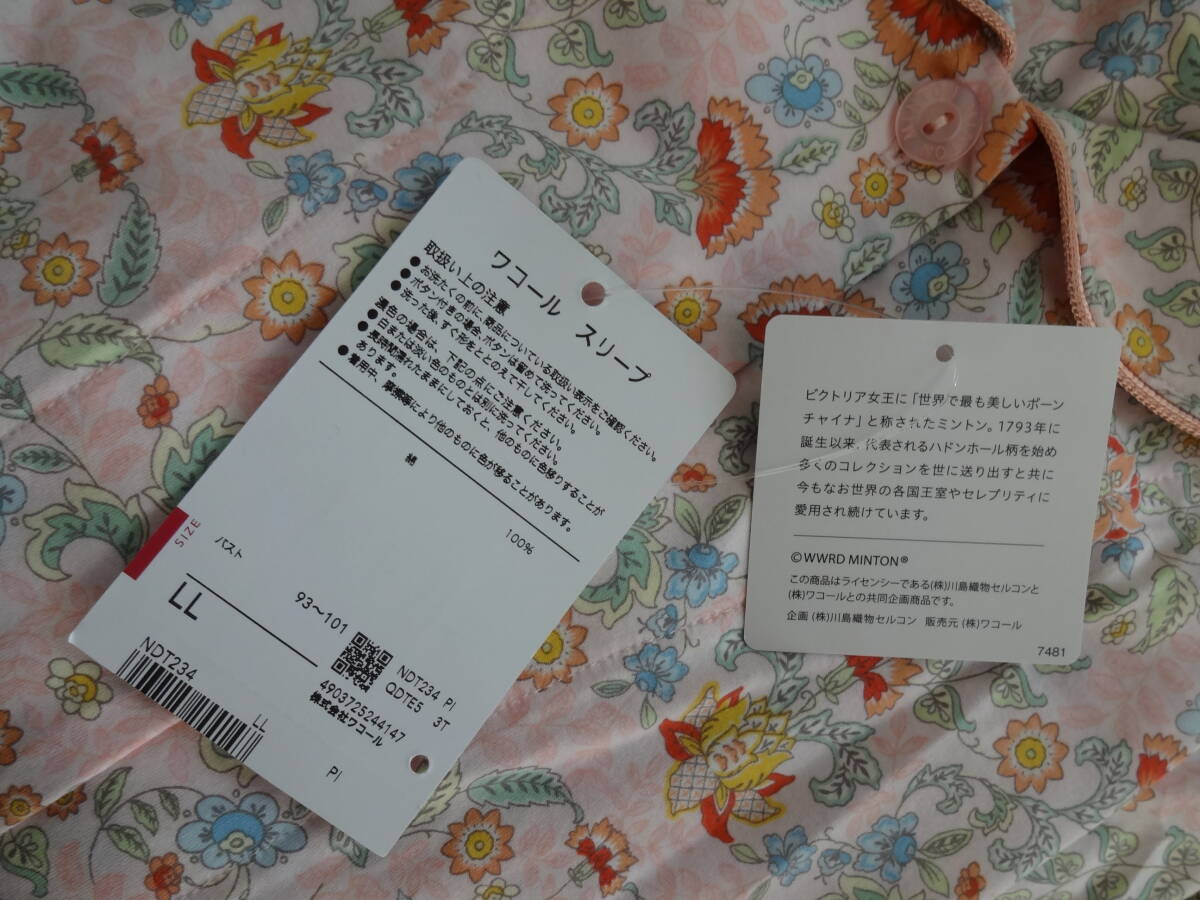 ワコール スリープ
取扱い上の注意
●お洗たくの前に、商品についている取扱い表示をご確認ください。
●ボタン付きの場合、ボタンは留めて洗ってください。
●洗った後、すぐ形をととのえて干してください。
濃色の場合は、下記の点にご注意ください。
●白または淡い色のものとは別に洗ってください。
●長時間濡れたままにしておくと、他のものに色移りすることが
あります。
●着用中、摩擦等により他のものに色が移ることがあります。
綿 100%
SIZE
バスト 93〜101
LL
NDT234
LL
PI
NDT234 PI
QDTE5 3T
4903725244147
株式会社ワコール
ビクトリア女王に「世界で最も美しいボーン
チャイナ」と称されたミントン。1793年に
誕生以来、代表されるハドンホール柄を始め
多くのコレクションを世に送り出すと共に
今もなお世界の各国王室やセレブリティに
愛用され続けています。
©WWRD MINTON®
この商品はライセンシーである(株)川島織物セルコンと
(株)ワコールとの共同企画商品です。
企画 (株)川島織物セルコン 販売元 (株)ワコール
7481